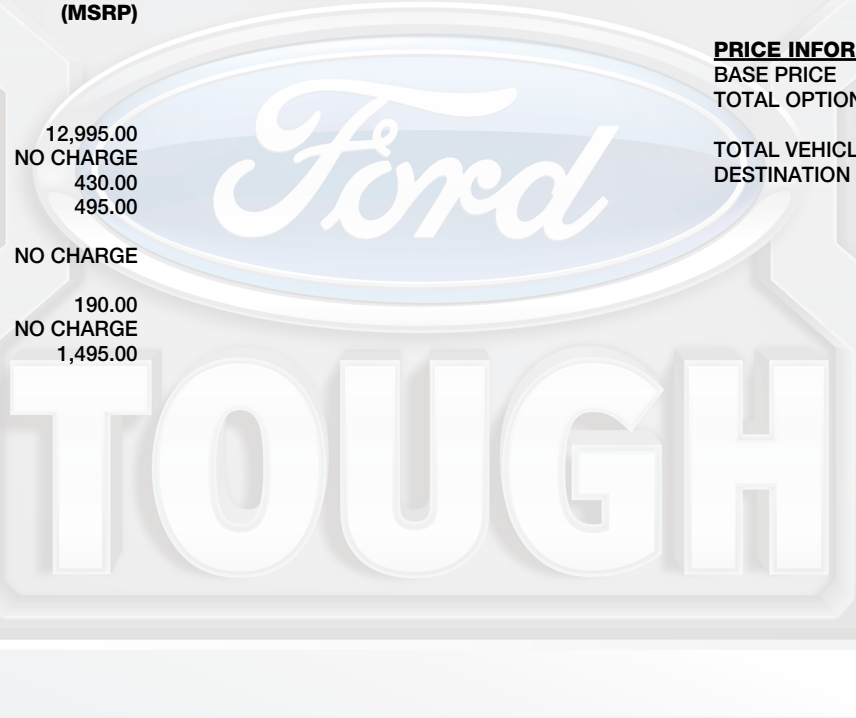 (MSRP)
12,995.00
NO CHARGE
430.00
495.00
NO CHARGE
190.00
NO CHARGE
1,495.00
PRICE INFOR
BASE PRICE
TOTAL OPTION
TOTAL VEHICL
DESTINATION
Ford
TOUGH